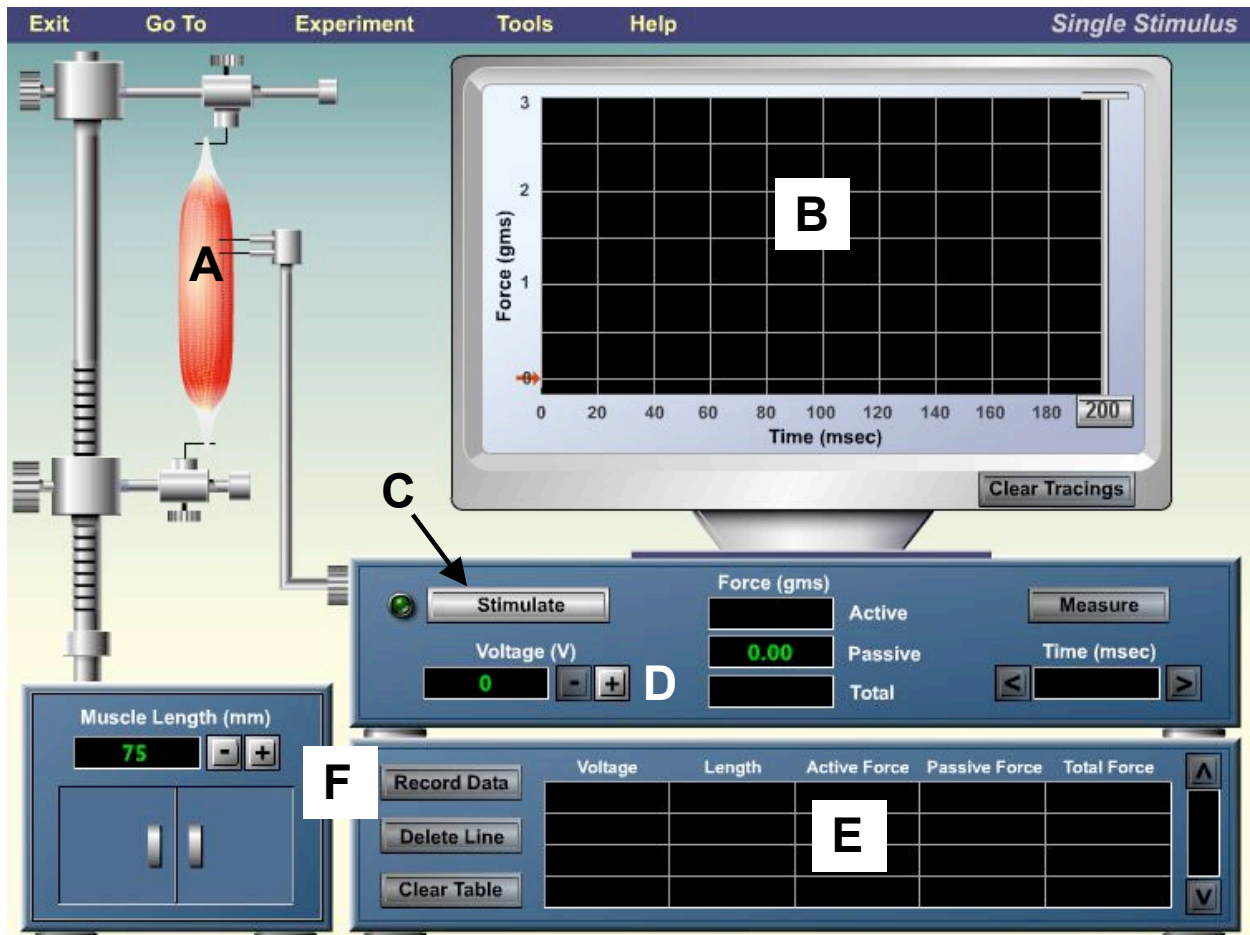 Exit Go To Experiment Tools Help Single Stimulus
3
2
1
0
Force (gms)
0 20 40 60 80 100 120 140 160 180 200
Time (msec)
Clear Tracings
A
B
C
Stimulate
Voltage (V)
0 - +
D
Force (gms)
Active
0.00 Passive
Total
Measure
Time (msec)
< >
Muscle Length (mm)
75 - +
F
Record Data
Delete Line
Clear Table
Voltage Length Active Force Passive Force Total Force
E